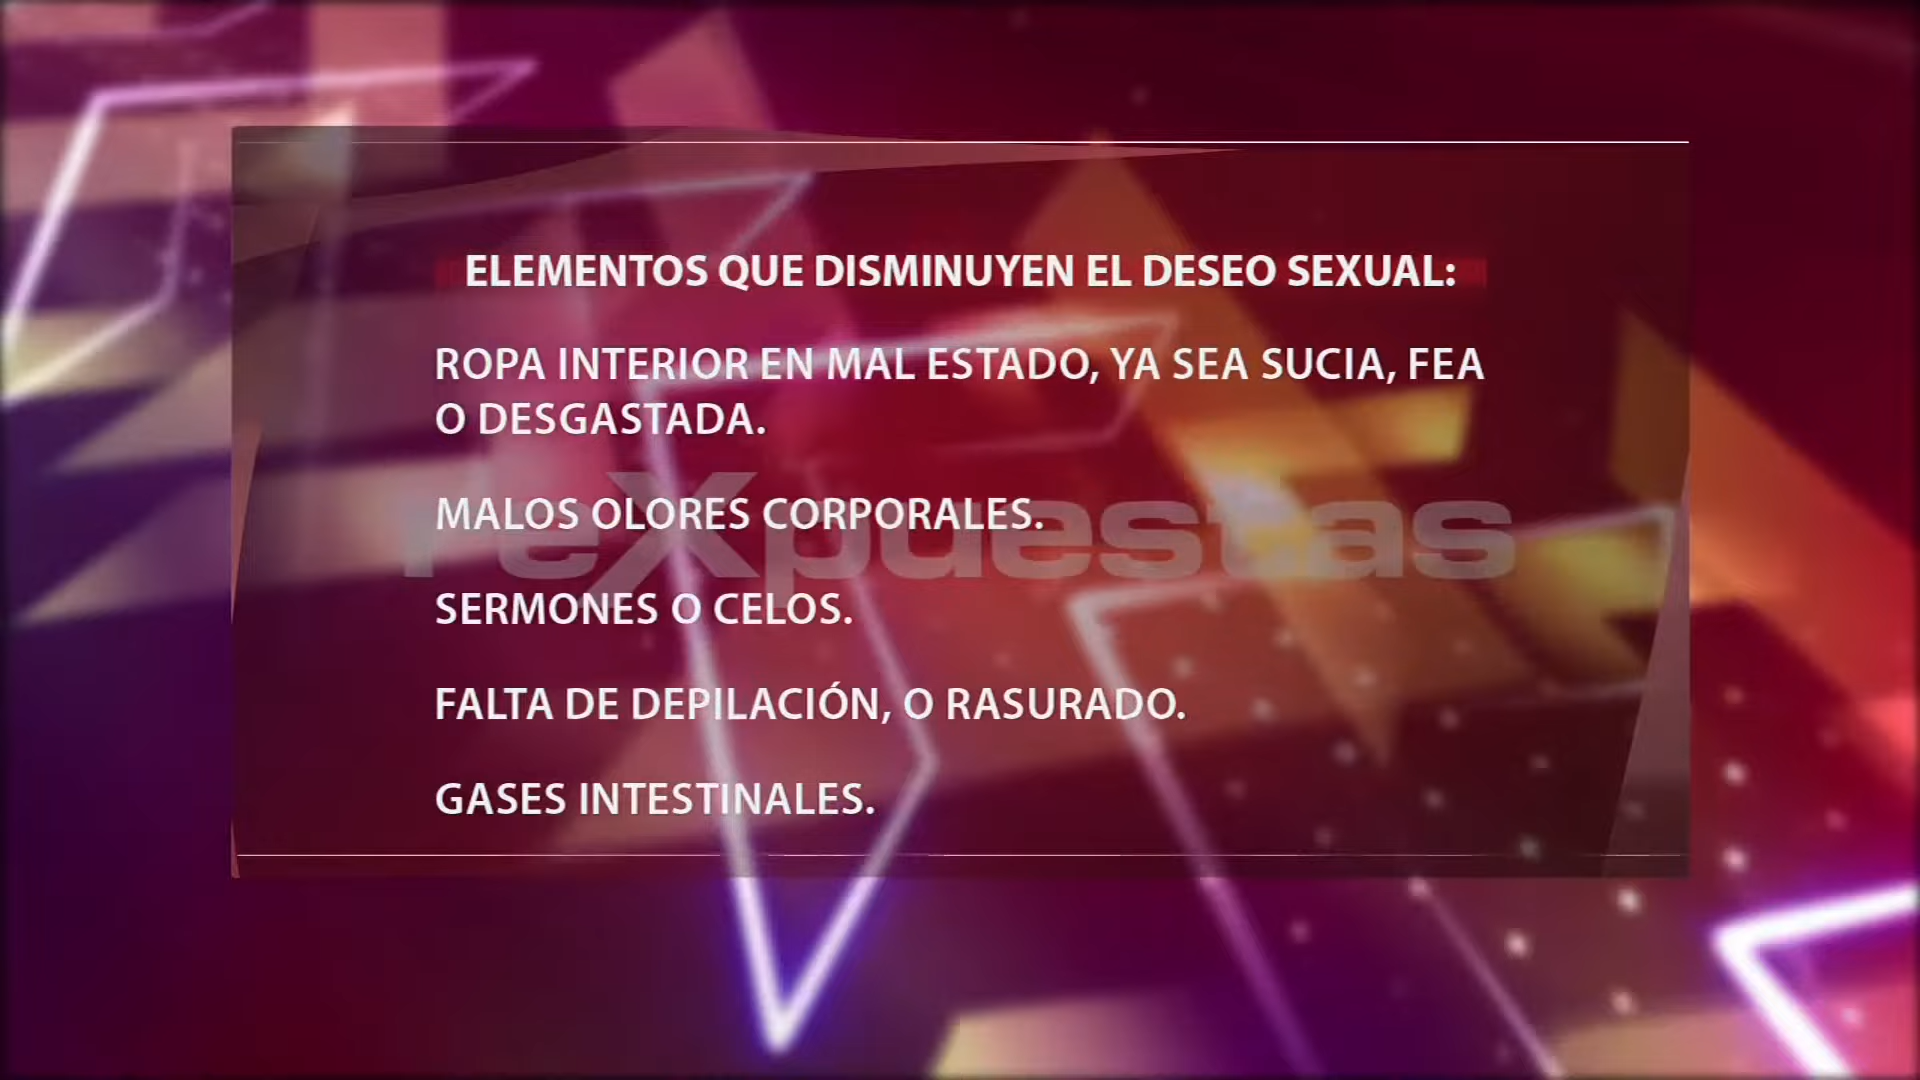 ELEMENTOS QUE DISMINUYEN EL DESEO SEXUAL:
ROPA INTERIOR EN MAL ESTADO, YA SEA SUCIA, FEA
O DESGASTADA.
MALOS OLORES CORPORALES.
reXpuestas
SERMONES O CELOS.
FALTA DE DEPILACIÓN, O RASURADO.
GASES INTESTINALES.